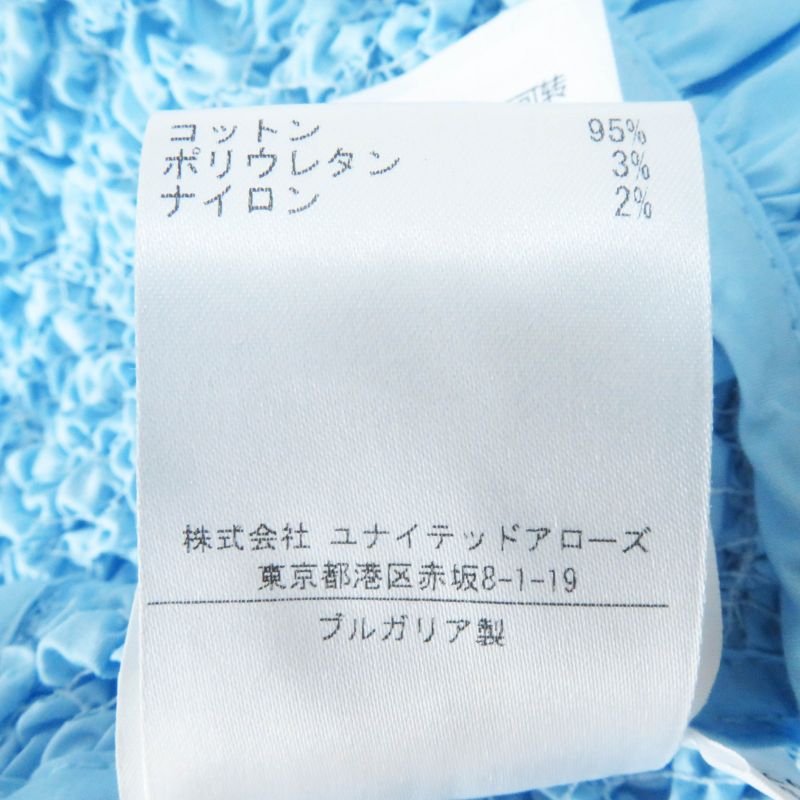 可转
コットン 95%
ポリウレタン 3%
ナイロン 2%
株式会社 ユナイテッドアローズ
東京都港区赤坂8-1-19
ブルガリア製